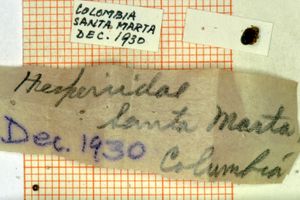 COLOMBIA
SANTA MARTA
DEC. 1930
Hesperiidae
Santa Marta,
Dec. 1930 Columbia